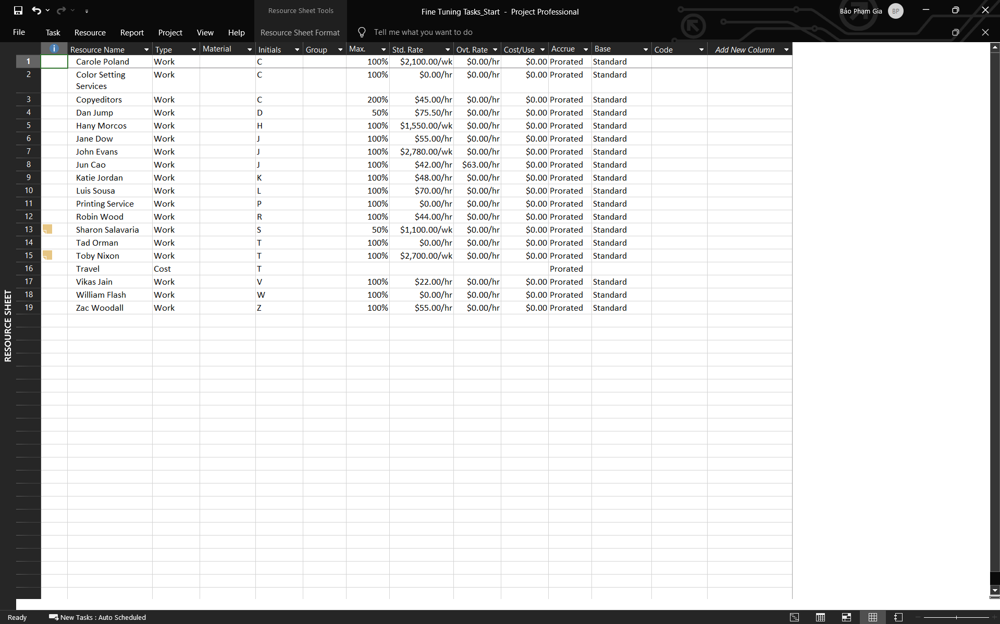 Resource Sheet Tools
Fine Tuning Tasks_Start - Project Professional
Bảo Phạm Gia BP
File Task Resource Report Project View Help Resource Sheet Format Tell me what you want to do
Resource Name Type Material Initials Group Max. Std. Rate Ovt. Rate Cost/Use Accrue Base Code Add New Column
1 Carole Poland Work C 100% $2,100.00/wk $0.00/hr $0.00 Prorated Standard
2 Color Setting Services Work C 100% $0.00/hr $0.00/hr $0.00 Prorated Standard
3 Copyeditors Work C 200% $45.00/hr $0.00/hr $0.00 Prorated Standard
4 Dan Jump Work D 50% $75.50/hr $0.00/hr $0.00 Prorated Standard
5 Hany Morcos Work H 100% $1,550.00/wk $0.00/hr $0.00 Prorated Standard
6 Jane Dow Work J 100% $55.00/hr $0.00/hr $0.00 Prorated Standard
7 John Evans Work J 100% $2,780.00/wk $0.00/hr $0.00 Prorated Standard
8 Jun Cao Work J 100% $42.00/hr $63.00/hr $0.00 Prorated Standard
9 Katie Jordan Work K 100% $48.00/hr $0.00/hr $0.00 Prorated Standard
10 Luis Sousa Work L 100% $70.00/hr $0.00/hr $0.00 Prorated Standard
11 Printing Service Work P 100% $0.00/hr $0.00/hr $0.00 Prorated Standard
12 Robin Wood Work R 100% $44.00/hr $0.00/hr $0.00 Prorated Standard
13 Sharon Salavaria Work S 50% $1,100.00/wk $0.00/hr $0.00 Prorated Standard
14 Tad Orman Work T 100% $0.00/hr $0.00/hr $0.00 Prorated Standard
15 Toby Nixon Work T 100% $2,700.00/wk $0.00/hr $0.00 Prorated Standard
16 Travel Cost T Prorated
17 Vikas Jain Work V 100% $22.00/hr $0.00/hr $0.00 Prorated Standard
18 William Flash Work W 100% $0.00/hr $0.00/hr $0.00 Prorated Standard
19 Zac Woodall Work Z 100% $55.00/hr $0.00/hr $0.00 Prorated Standard
RESOURCE SHEET
Ready New Tasks : Auto Scheduled